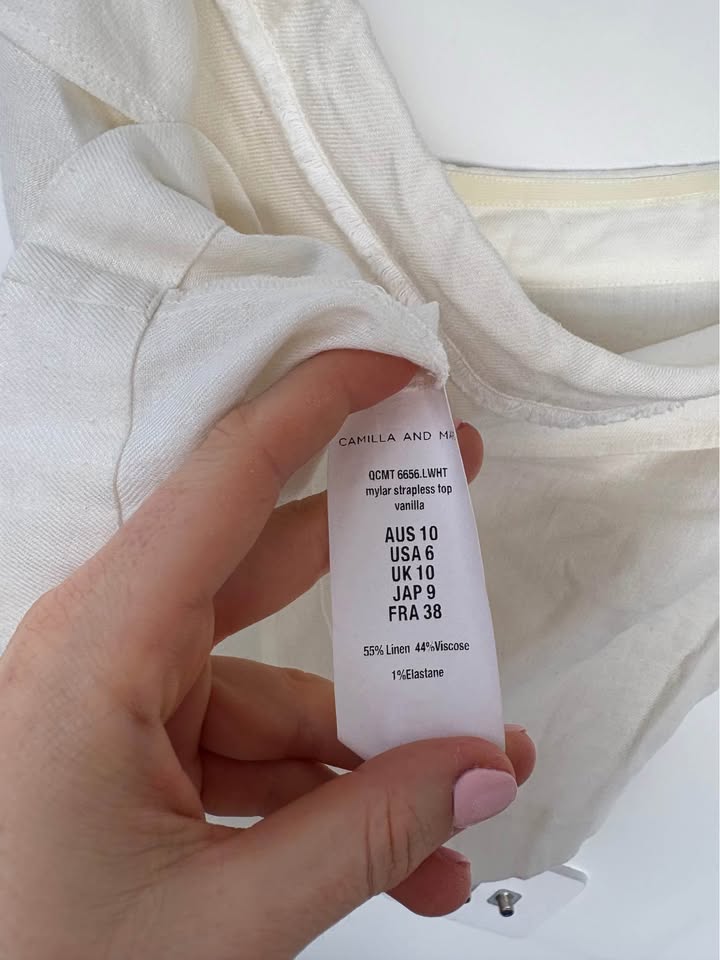 CAMILLA AND
QCMT 6656.LWHT
mylar strapless top
vanilla
AUS 10
USA 6
UK 10
JAP 9
FRA 38
55% Linen 44%Viscose
1%Elastane